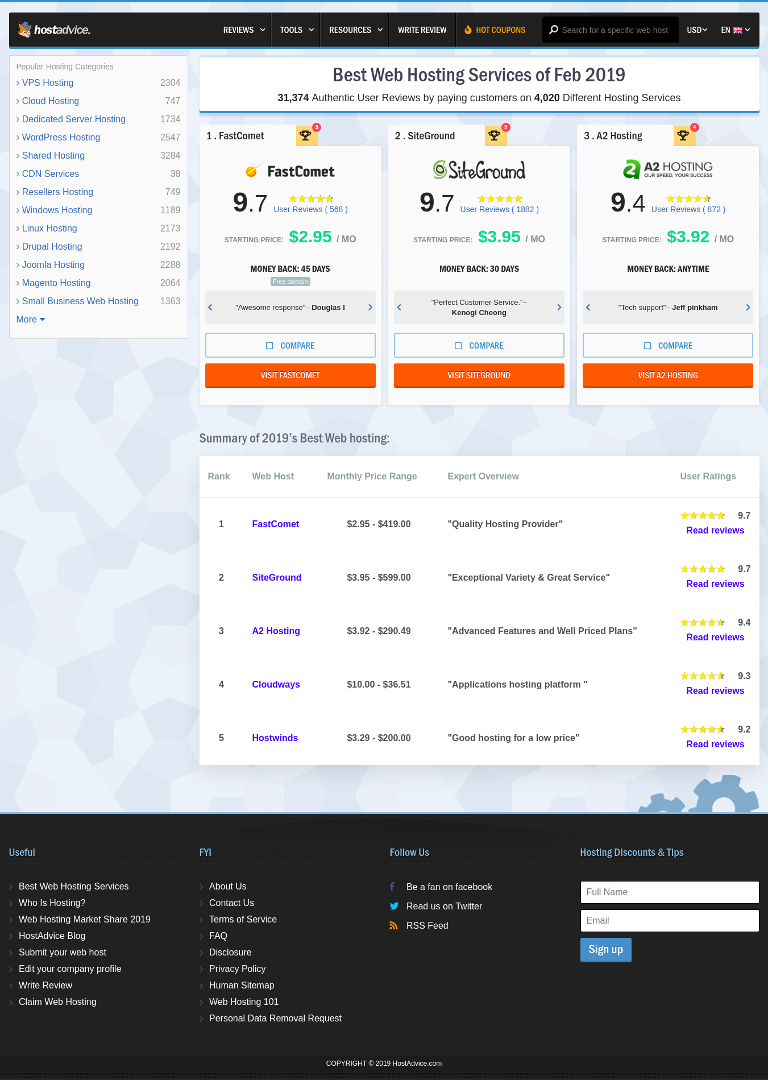 hostadvice.
REVIEWS TOOLS RESOURCES WRITE REVIEW HOT COUPONS Search for a specific web host USD EN
Popular Hosting Categories
VPS Hosting 2304
Cloud Hosting 747
Dedicated Server Hosting 1734
WordPress Hosting 2547
Shared Hosting 3284
CDN Services 38
Resellers Hosting 749
Windows Hosting 1189
Linux Hosting 2173
Drupal Hosting 2192
Joomla Hosting 2288
Magento Hosting 2064
Small Business Web Hosting 1363
More
Best Web Hosting Services of Feb 2019
31,374 Authentic User Reviews by paying customers on 4,020 Different Hosting Services
1 . FastComet
FastComet
9.7
User Reviews ( 568 )
STARTING PRICE: $2.95 / MO
MONEY BACK: 45 DAYS
Free domain
"Awesome response"– Douglas I
COMPARE
VISIT FASTCOMET
2 . SiteGround
SiteGround
9.7
User Reviews ( 1882 )
STARTING PRICE: $3.95 / MO
MONEY BACK: 30 DAYS
"Perfect Customer Service."–
Kenogi Cheong
COMPARE
VISIT SITEGROUND
3 . A2 Hosting
A2 HOSTING
OUR SPEED, YOUR SUCCESS
9.4
User Reviews ( 872 )
STARTING PRICE: $3.92 / MO
MONEY BACK: ANYTIME
"Tech support"– Jeff pinkham
COMPARE
VISIT A2 HOSTING
Summary of 2019's Best Web hosting:
Rank Web Host Monthly Price Range Expert Overview User Ratings
1 FastComet $2.95 - $419.00 "Quality Hosting Provider" 9.7
Read reviews
2 SiteGround $3.95 - $599.00 "Exceptional Variety & Great Service" 9.7
Read reviews
3 A2 Hosting $3.92 - $290.49 "Advanced Features and Well Priced Plans" 9.4
Read reviews
4 Cloudways $10.00 - $36.51 "Applications hosting platform " 9.3
Read reviews
5 Hostwinds $3.29 - $200.00 "Good hosting for a low price" 9.2
Read reviews
Useful
Best Web Hosting Services
Who Is Hosting?
Web Hosting Market Share 2019
HostAdvice Blog
Submit your web host
Edit your company profile
Write Review
Claim Web Hosting
FYI
About Us
Contact Us
Terms of Service
FAQ
Disclosure
Privacy Policy
Human Sitemap
Web Hosting 101
Personal Data Removal Request
Follow Us
Be a fan on facebook
Read us on Twitter
RSS Feed
Hosting Discounts & Tips
Full Name
Email
Sign up
COPYRIGHT © 2019 HostAdvice.com